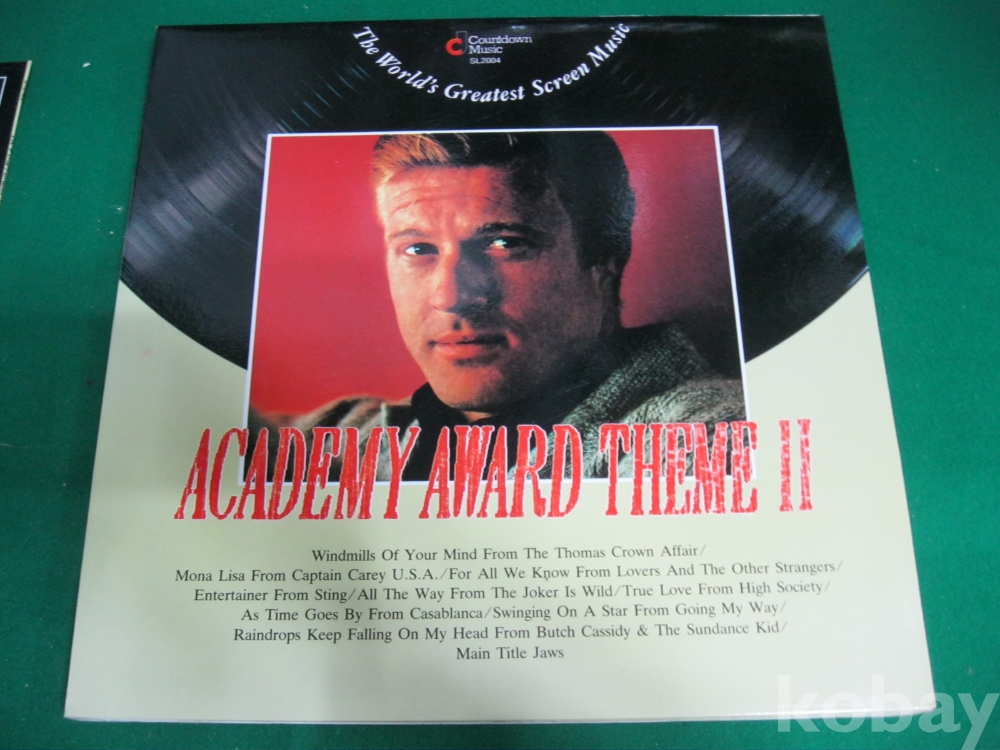 Countdown
Music
SL2004
The World's Greatest Screen Music
ACADEMY AWARD THEME II
Windmills Of Your Mind From The Thomas Crown Affair/
Mona Lisa From Captain Carey U.S.A./For All We Know From Lovers And The Other Strangers/
Entertainer From Sting/All The Way From The Joker Is Wild/True Love From High Society/
As Time Goes By From Casablanca/Swinging On A Star From Going My Way/
Raindrops Keep Falling On My Head From Butch Cassidy & The Sundance Kid/
Main Title Jaws
kobay